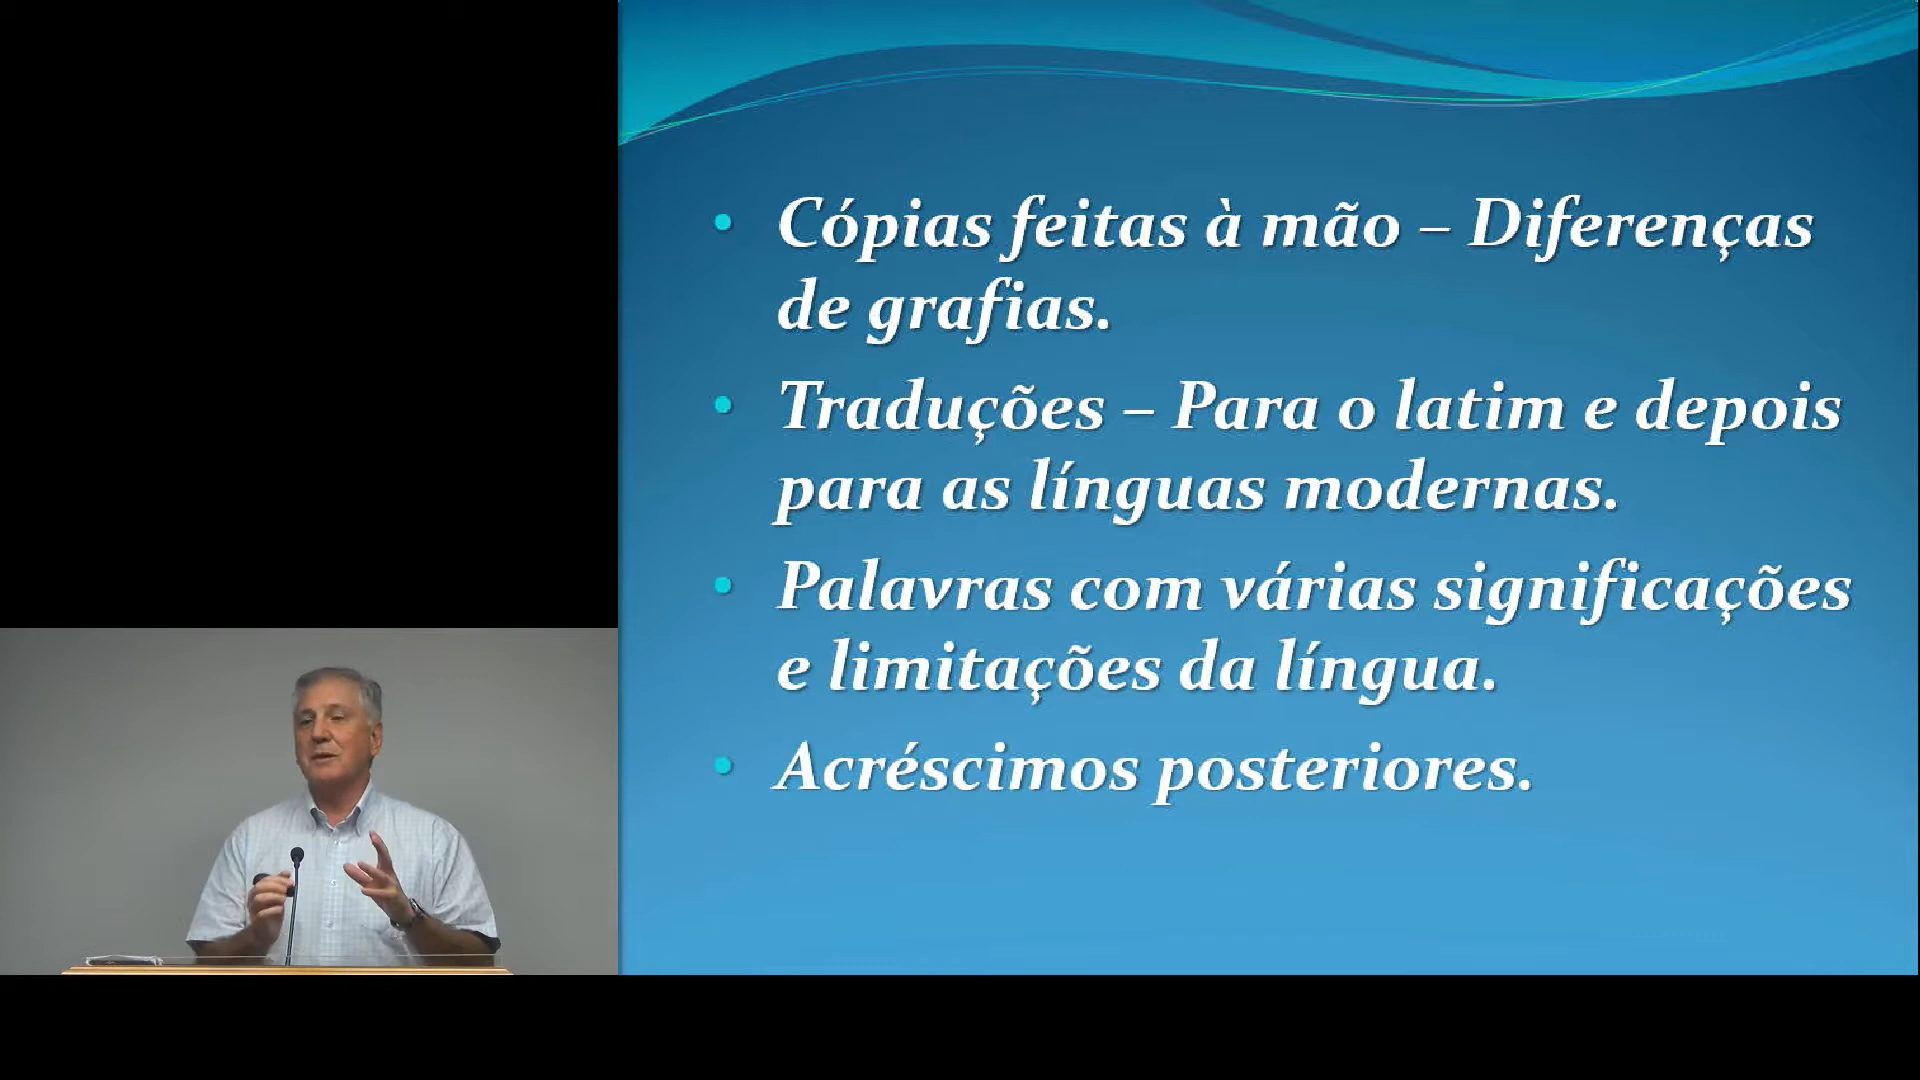 • Cópias feitas à mão – Diferenças
de grafias.
• Traduções – Para o latim e depois
para as línguas modernas.
• Palavras com várias significações
e limitações da língua.
• Acréscimos posteriores.